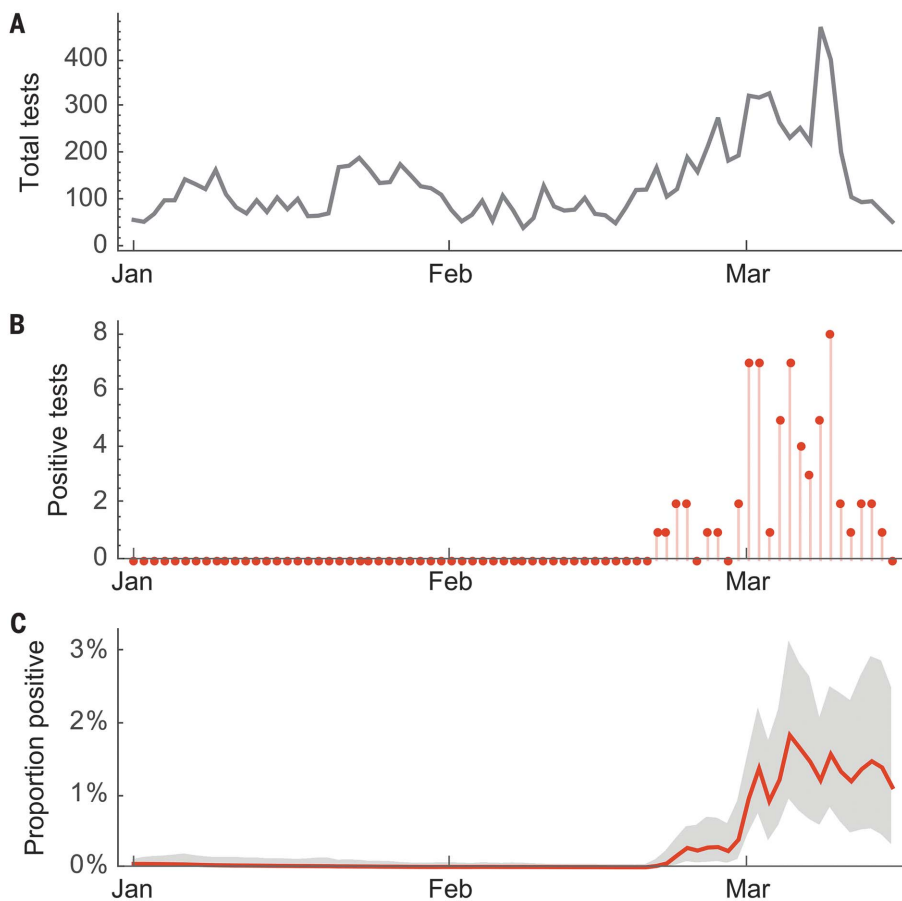 A
Total tests
400
300
200
100
0
Jan Feb Mar
B
Positive tests
8
6
4
2
0
Jan Feb Mar
C
Proportion positive
3%
2%
1%
0%
Jan Feb Mar